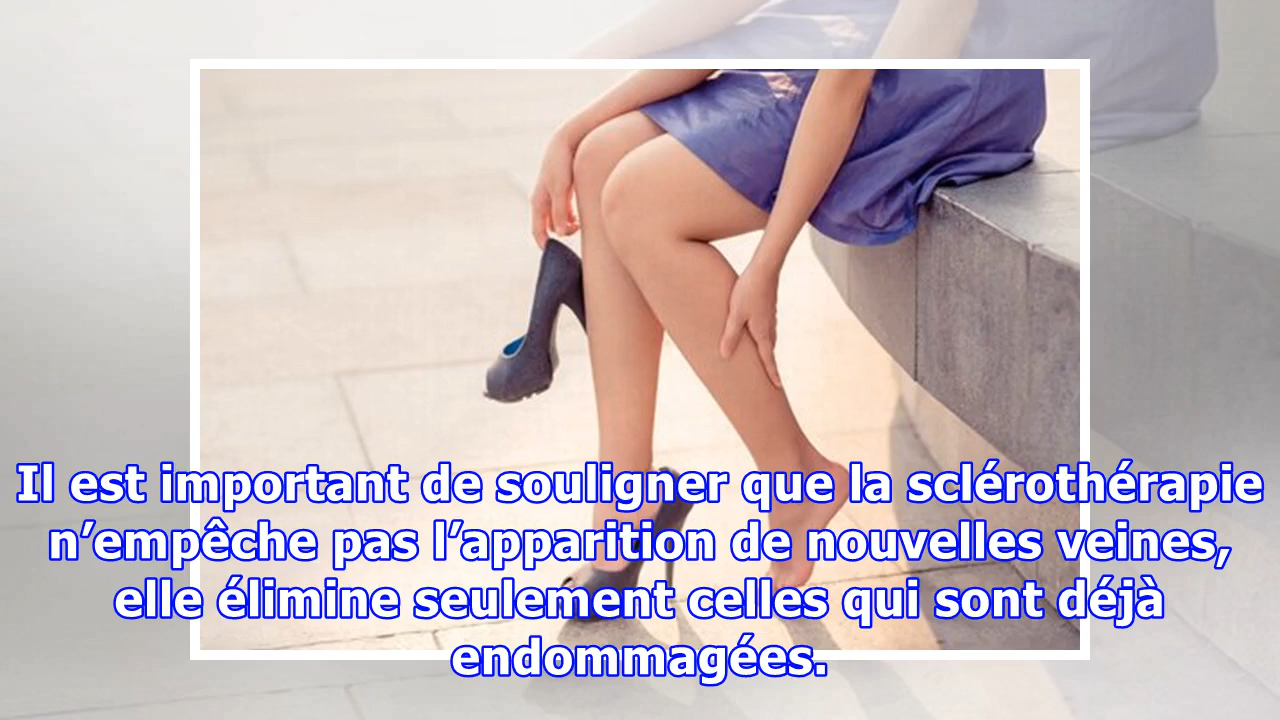 Il est important de souligner que la sclérothérapie
n’empêche pas l’apparition de nouvelles veines,
elle élimine seulement celles qui sont déjà
endommagées.